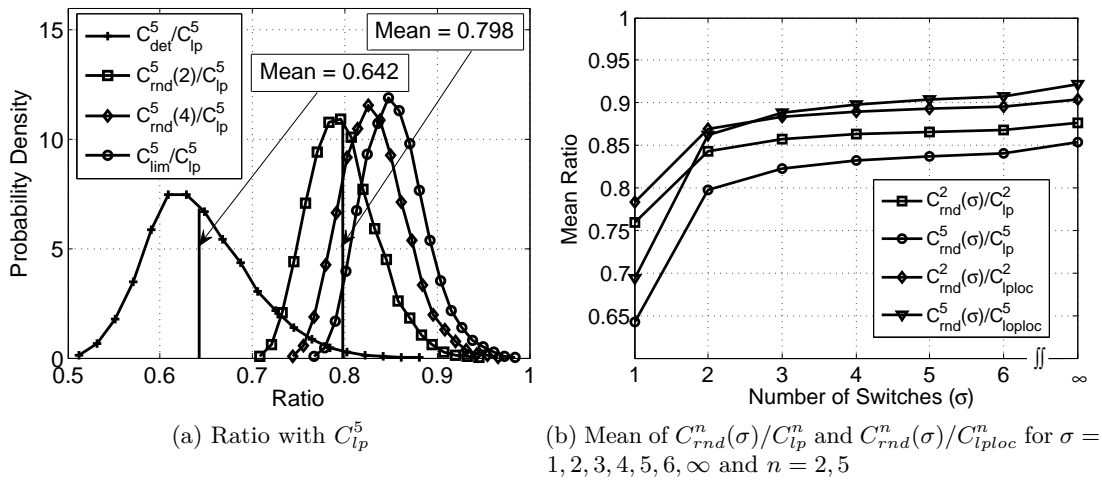 15
10
5
0
Probability Density
0.5 0.6 0.7 0.8 0.9 1
Ratio
C^5_det/C^5_lp
C^5_rnd(2)/C^5_lp
C^5_rnd(4)/C^5_lp
C^5_lim/C^5_lp
Mean = 0.798
Mean = 0.642
(a) Ratio with C^5_lp
1
0.95
0.9
0.85
0.8
0.75
0.7
0.65
Mean Ratio
1 2 3 4 5 6 ∞
∫∫
Number of Switches (σ)
C^2_rnd(σ)/C^2_lp
C^5_rnd(σ)/C^5_lp
C^2_rnd(σ)/C^2_lploc
C^5_rnd(σ)/C^5_loploc
(b) Mean of C^n_rnd(σ)/C^n_lp and C^n_rnd(σ)/C^n_lploc for σ =
1, 2, 3, 4, 5, 6, ∞ and n = 2, 5